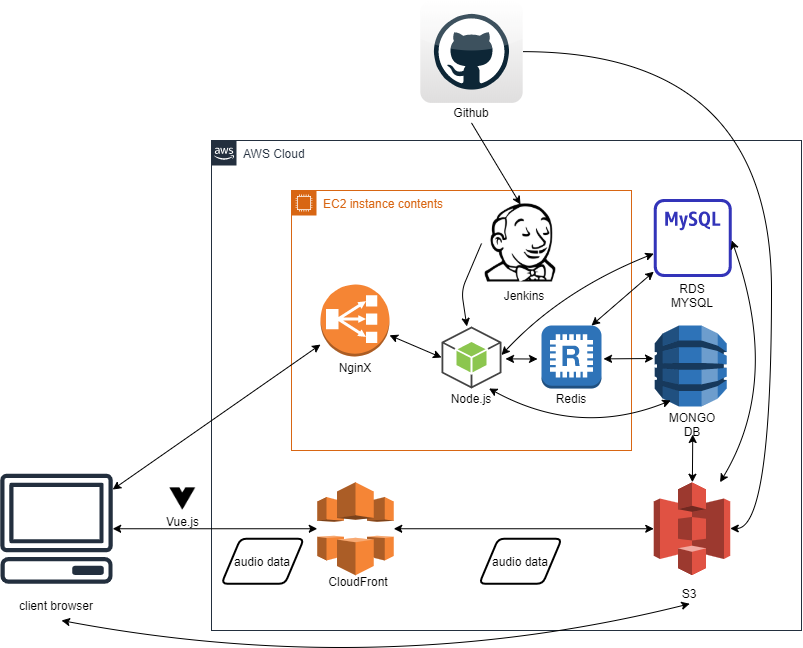 Github
aws
AWS Cloud
EC2 instance contents
MySQL
Jenkins
RDS
MYSQL
NginX
R
Node.js
Redis
MONGO
DB
Vue.js
audio data
audio data
CloudFront
S3
client browser